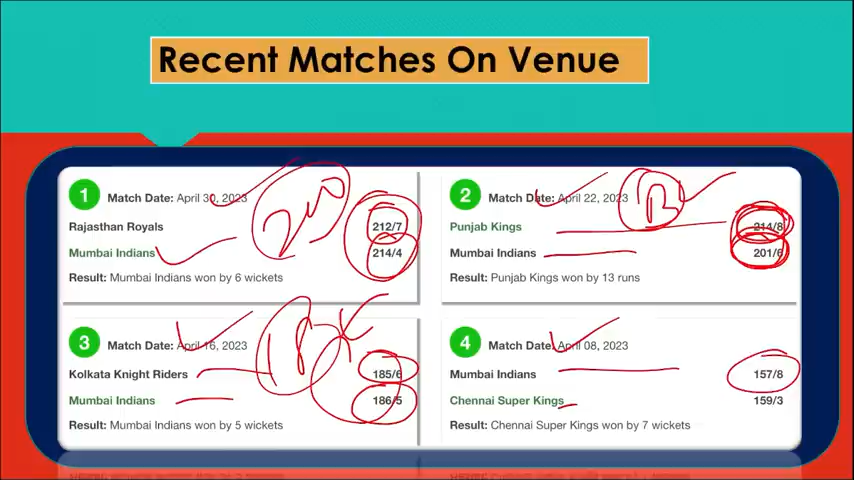 Recent Matches On Venue
1 Match Date: April 30, 2023
Rajasthan Royals 212/7
Mumbai Indians 214/4
Result: Mumbai Indians won by 6 wickets
200
2 Match Date: April 22, 2023
Punjab Kings 214/8
Mumbai Indians 201/6
Result: Punjab Kings won by 13 runs
3 Match Date: April 16, 2023
Kolkata Knight Riders 185/6
Mumbai Indians 186/5
Result: Mumbai Indians won by 5 wickets
4 Match Date: April 08, 2023
Mumbai Indians 157/8
Chennai Super Kings 159/3
Result: Chennai Super Kings won by 7 wickets